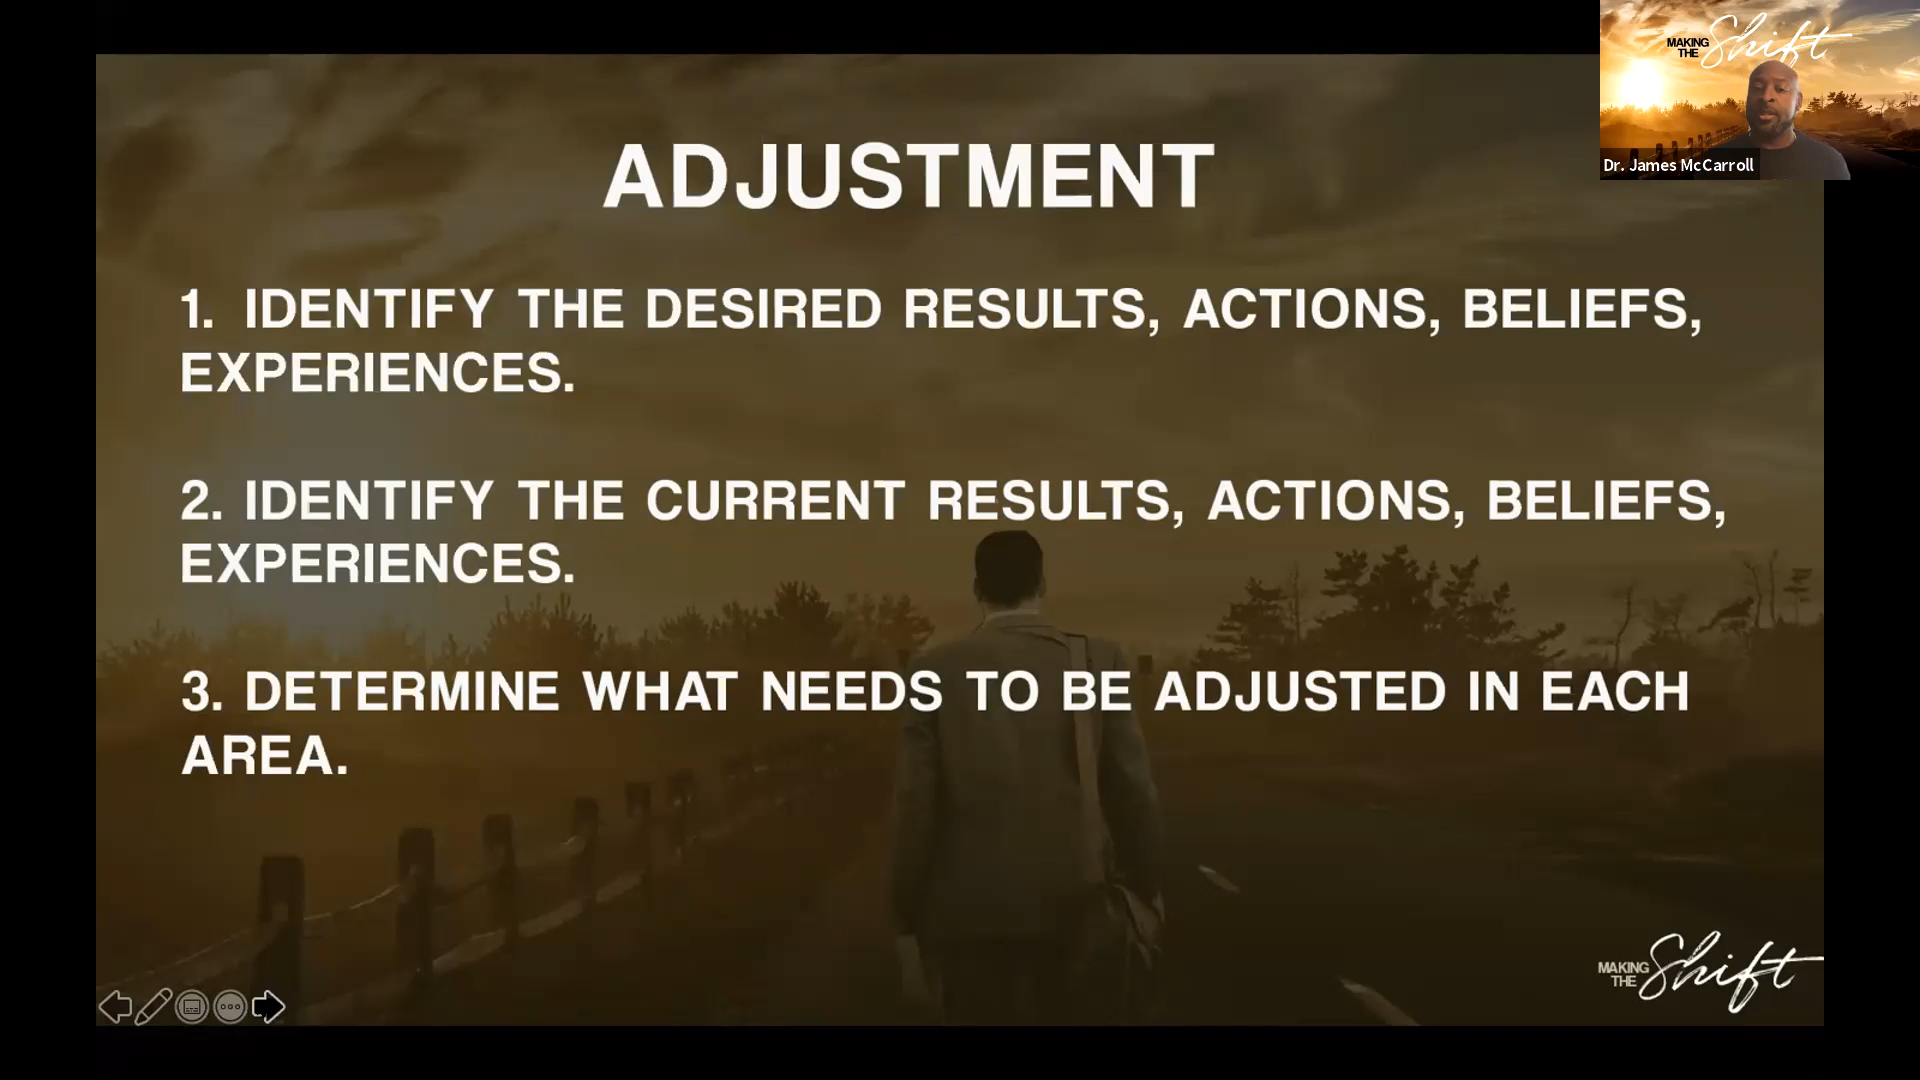 MAKING
THE Shift
Dr. James McCarroll
ADJUSTMENT
1. IDENTIFY THE DESIRED RESULTS, ACTIONS, BELIEFS,
EXPERIENCES.
2. IDENTIFY THE CURRENT RESULTS, ACTIONS, BELIEFS,
EXPERIENCES.
3. DETERMINE WHAT NEEDS TO BE ADJUSTED IN EACH
AREA.
MAKING
THE Shift